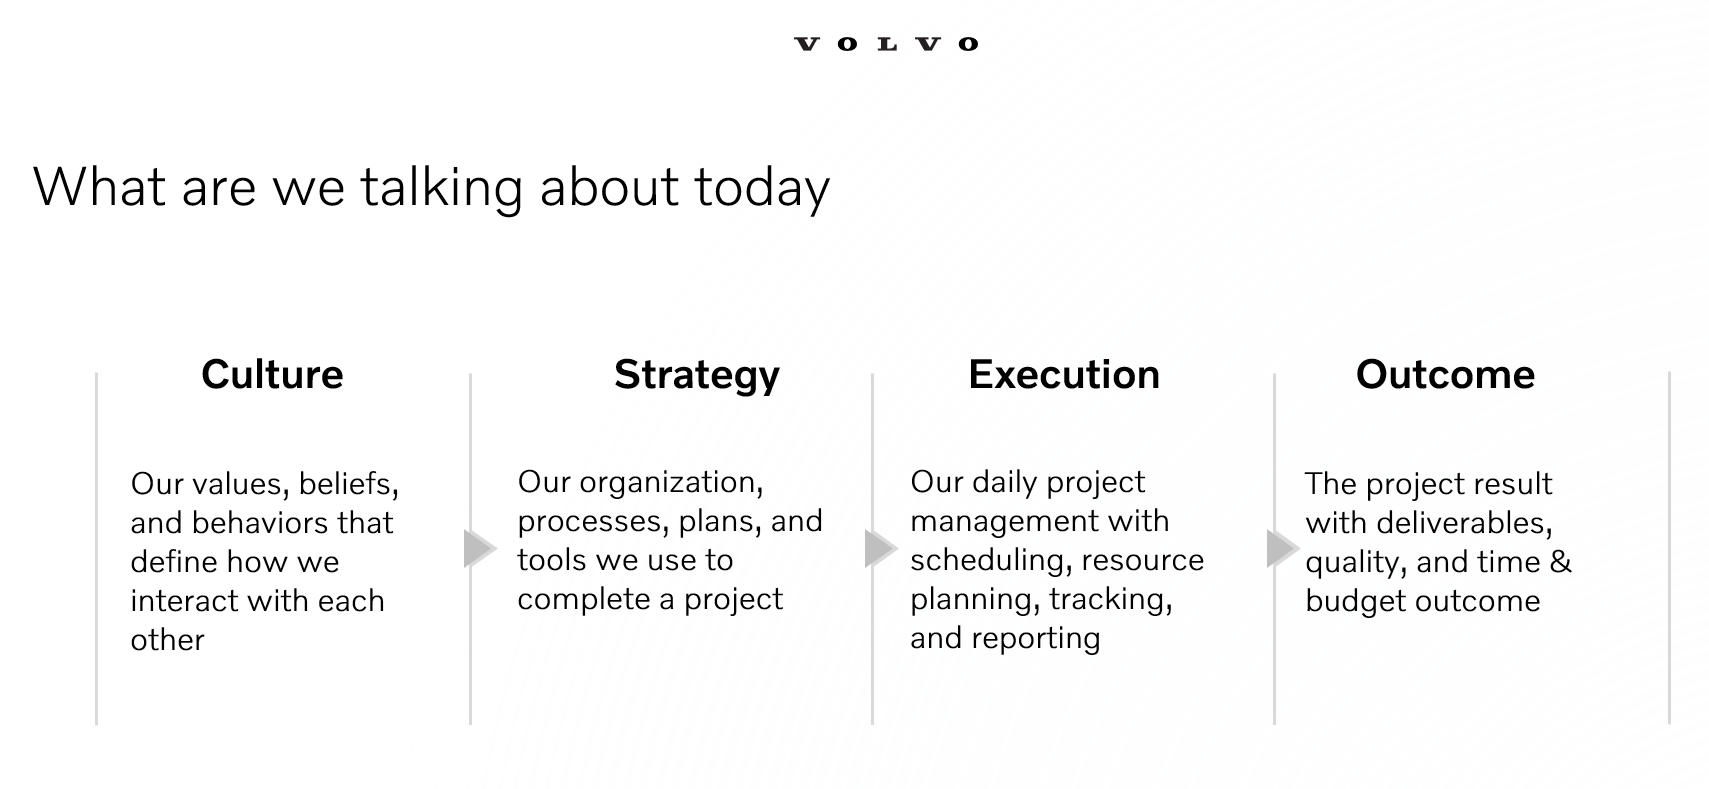 VOLVO
What are we talking about today
Culture
Our values, beliefs,
and behaviors that
define how we
interact with each
other
Strategy
Our organization,
processes, plans, and
tools we use to
complete a project
Execution
Our daily project
management with
scheduling, resource
planning, tracking,
and reporting
Outcome
The project result
with deliverables,
quality, and time &
budget outcome